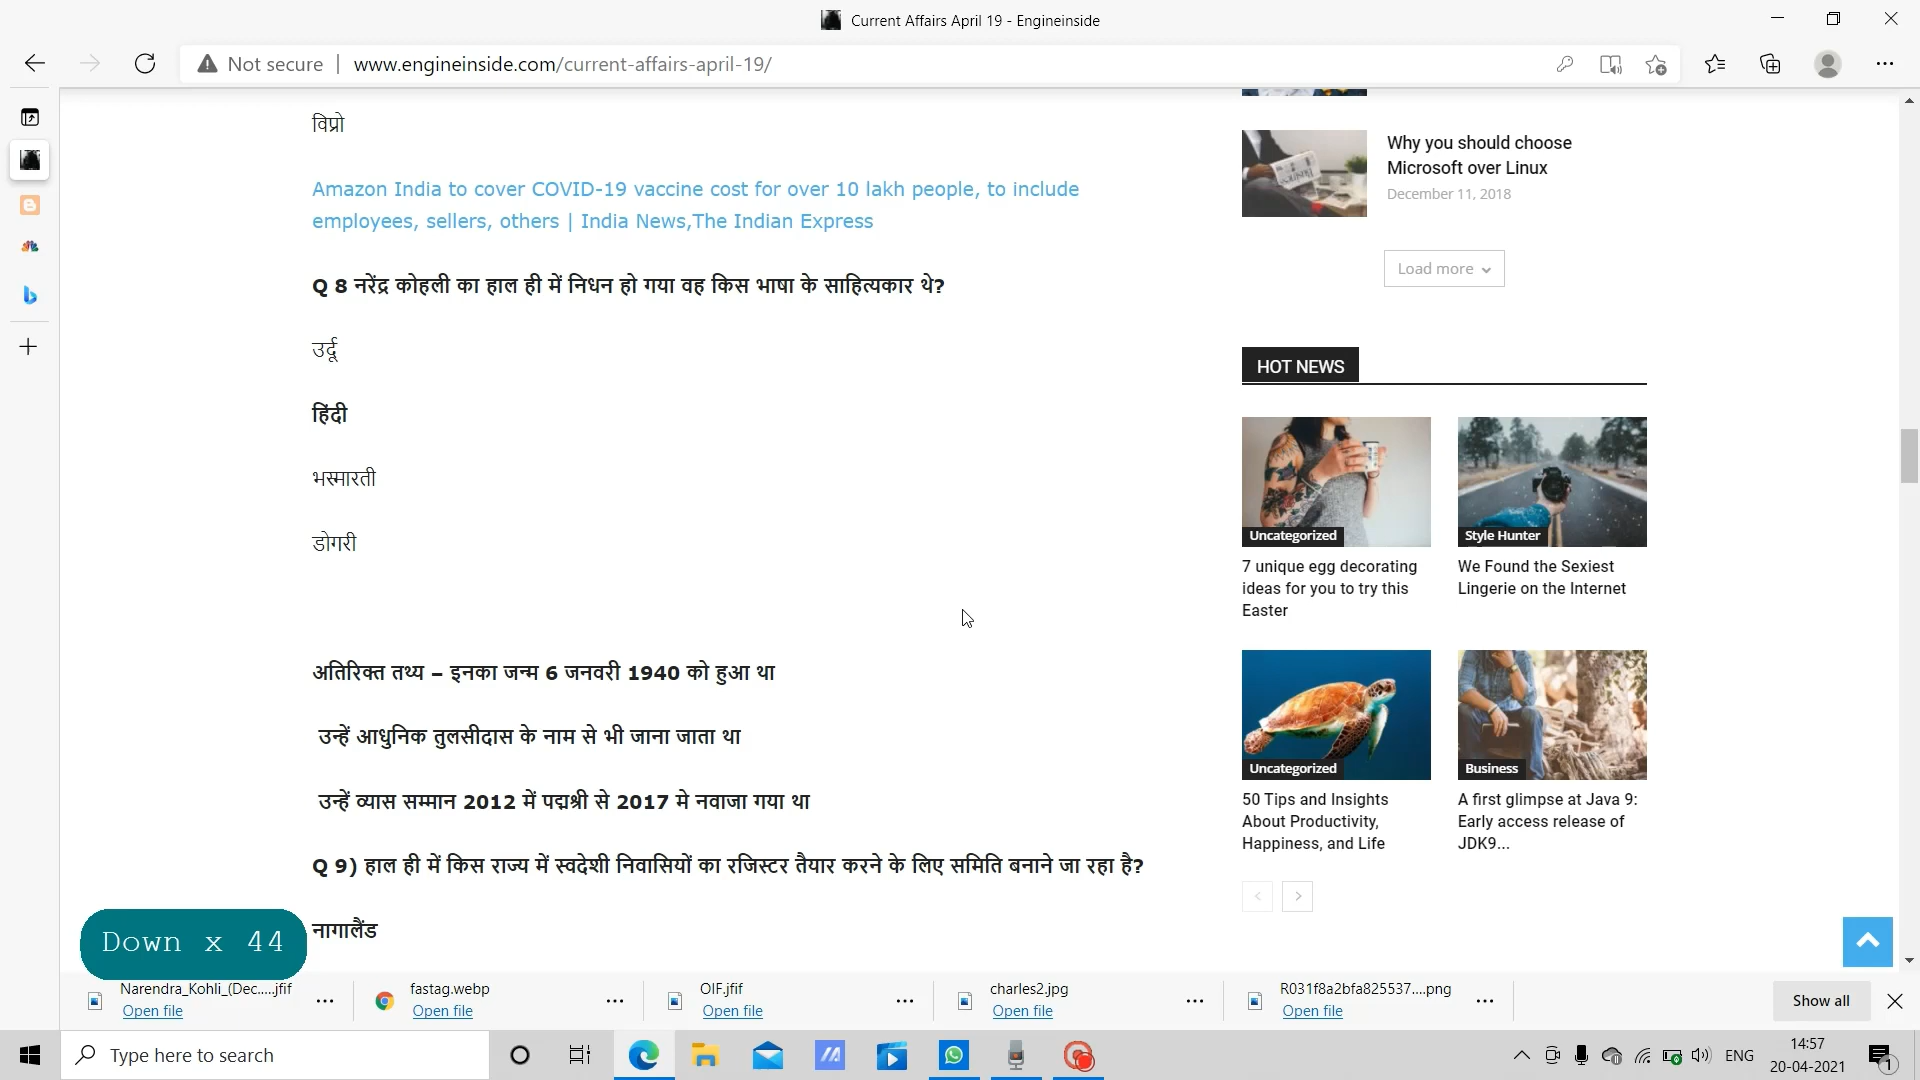 Current Affairs April 19 - Engineinside
Not secure
www.engineinside.com/current-affairs-april-19/
विप्रो
Amazon India to cover COVID-19 vaccine cost for over 10 lakh people, to include
employees, sellers, others | India News,The Indian Express
Q 8 नरेंद्र कोहली का हाल ही में निधन हो गया वह किस भाषा के साहित्यकार थे?
उर्दू
हिंदी
भस्मारती
डोगरी
अतिरिक्त तथ्य – इनका जन्म 6 जनवरी 1940 को हुआ था
उन्हें आधुनिक तुलसीदास के नाम से भी जाना जाता था
उन्हें व्यास सम्मान 2012 में पद्मश्री से 2017 मे नवाजा गया था
Q 9) हाल ही में किस राज्य में स्वदेशी निवासियों का रजिस्टर तैयार करने के लिए समिति बनाने जा रहा है?
नागालैंड
Down x 44
Why you should choose
Microsoft over Linux
December 11, 2018
Load more
HOT NEWS
Uncategorized
7 unique egg decorating
ideas for you to try this
Easter
Style Hunter
We Found the Sexiest
Lingerie on the Internet
Uncategorized
50 Tips and Insights
About Productivity,
Happiness, and Life
Business
A first glimpse at Java 9:
Early access release of
JDK9...
Narendra_Kohli_(Dec.....jfif
Open file
fastag.webp
Open file
OIF.jfif
Open file
charles2.jpg
Open file
R031f8a2bfa825537....png
Open file
Show all
Type here to search
ENG
14:57
20-04-2021
1